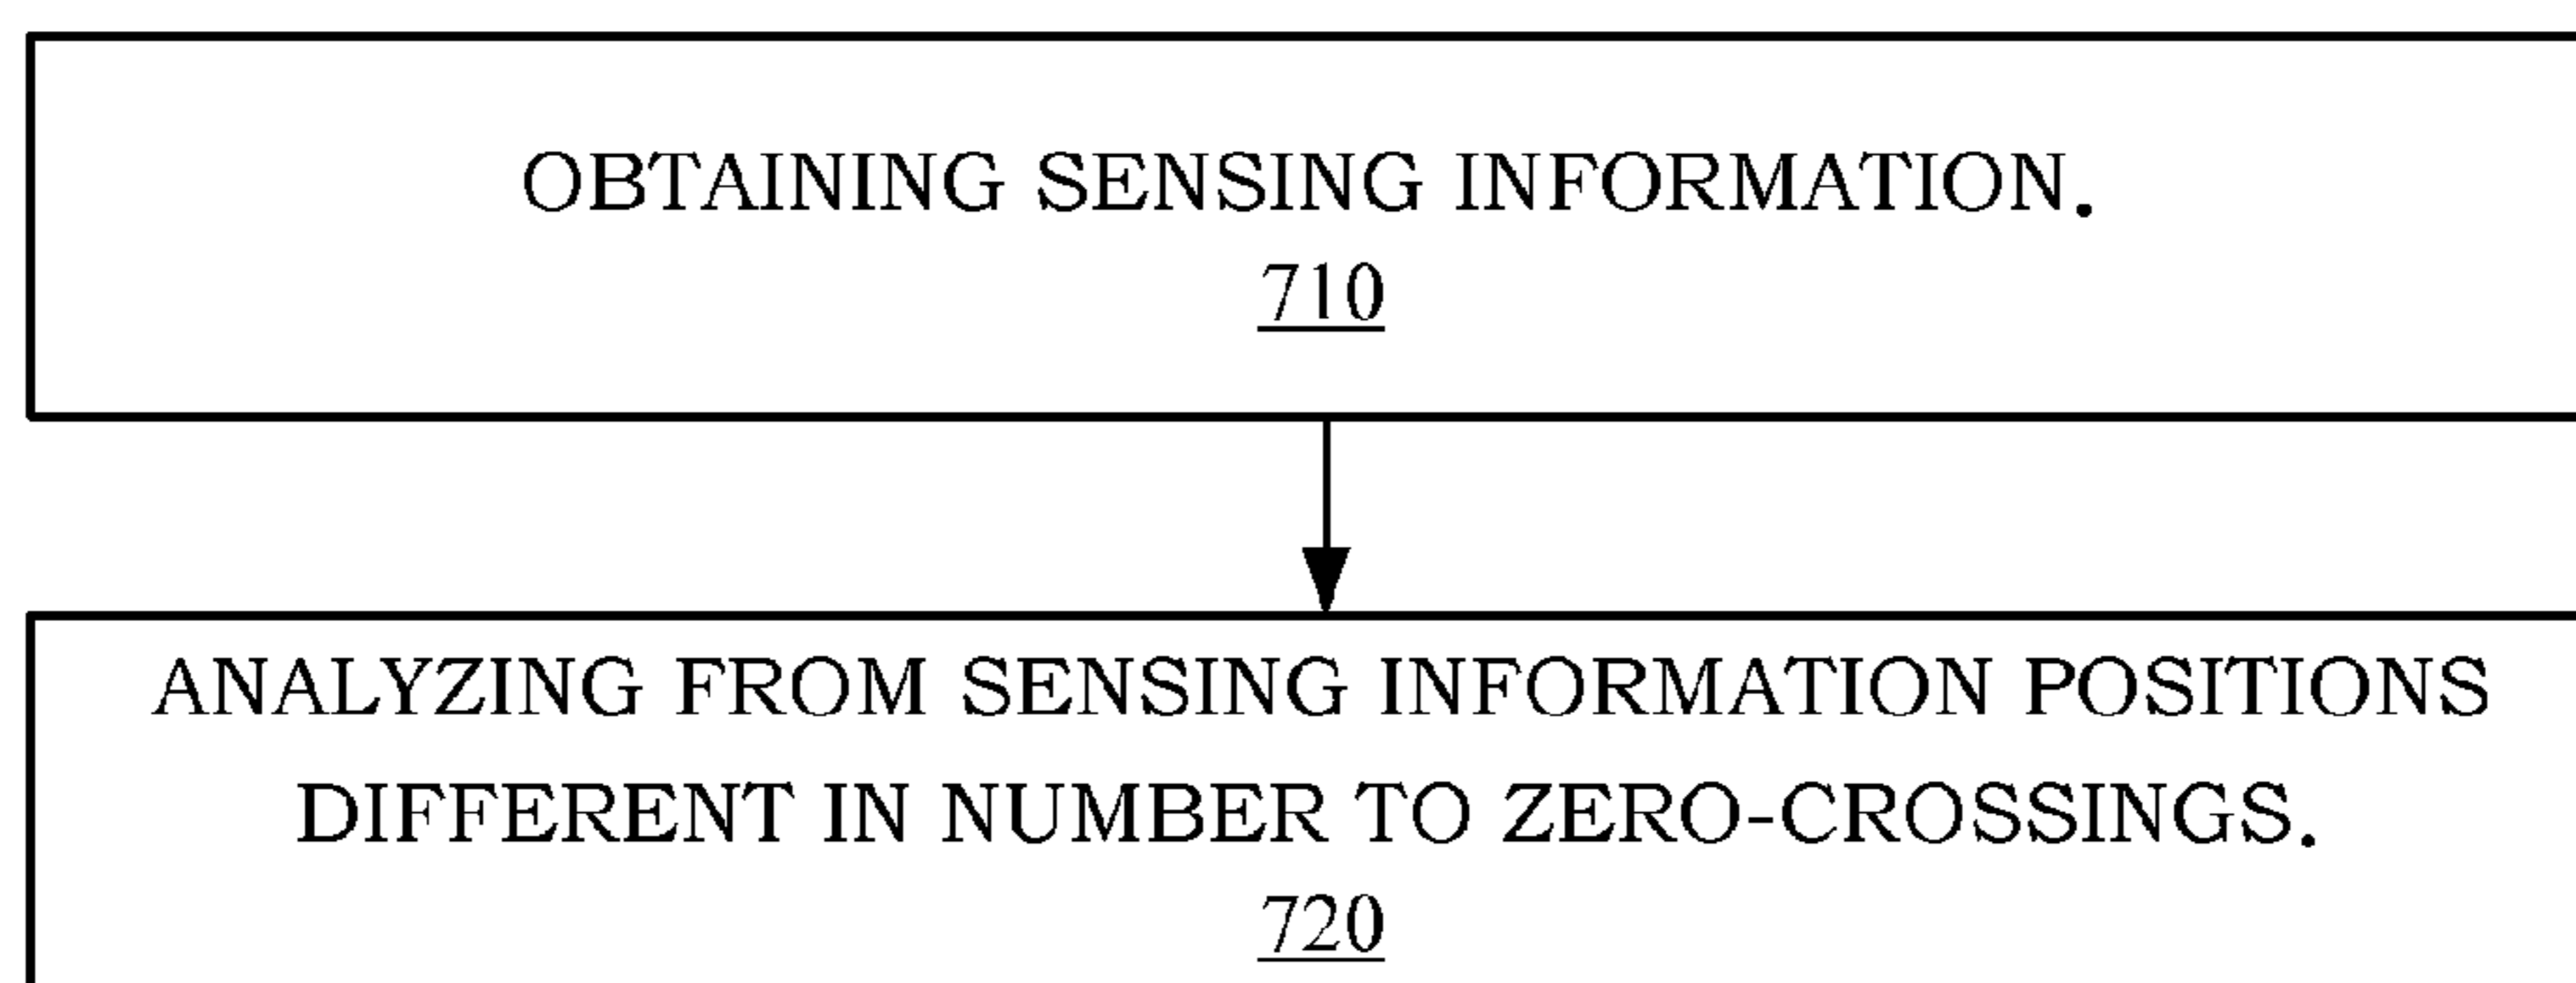 OBTAINING SENSING INFORMATION.
710
ANALYZING FROM SENSING INFORMATION POSITIONS
DIFFERENT IN NUMBER TO ZERO-CROSSINGS.
720